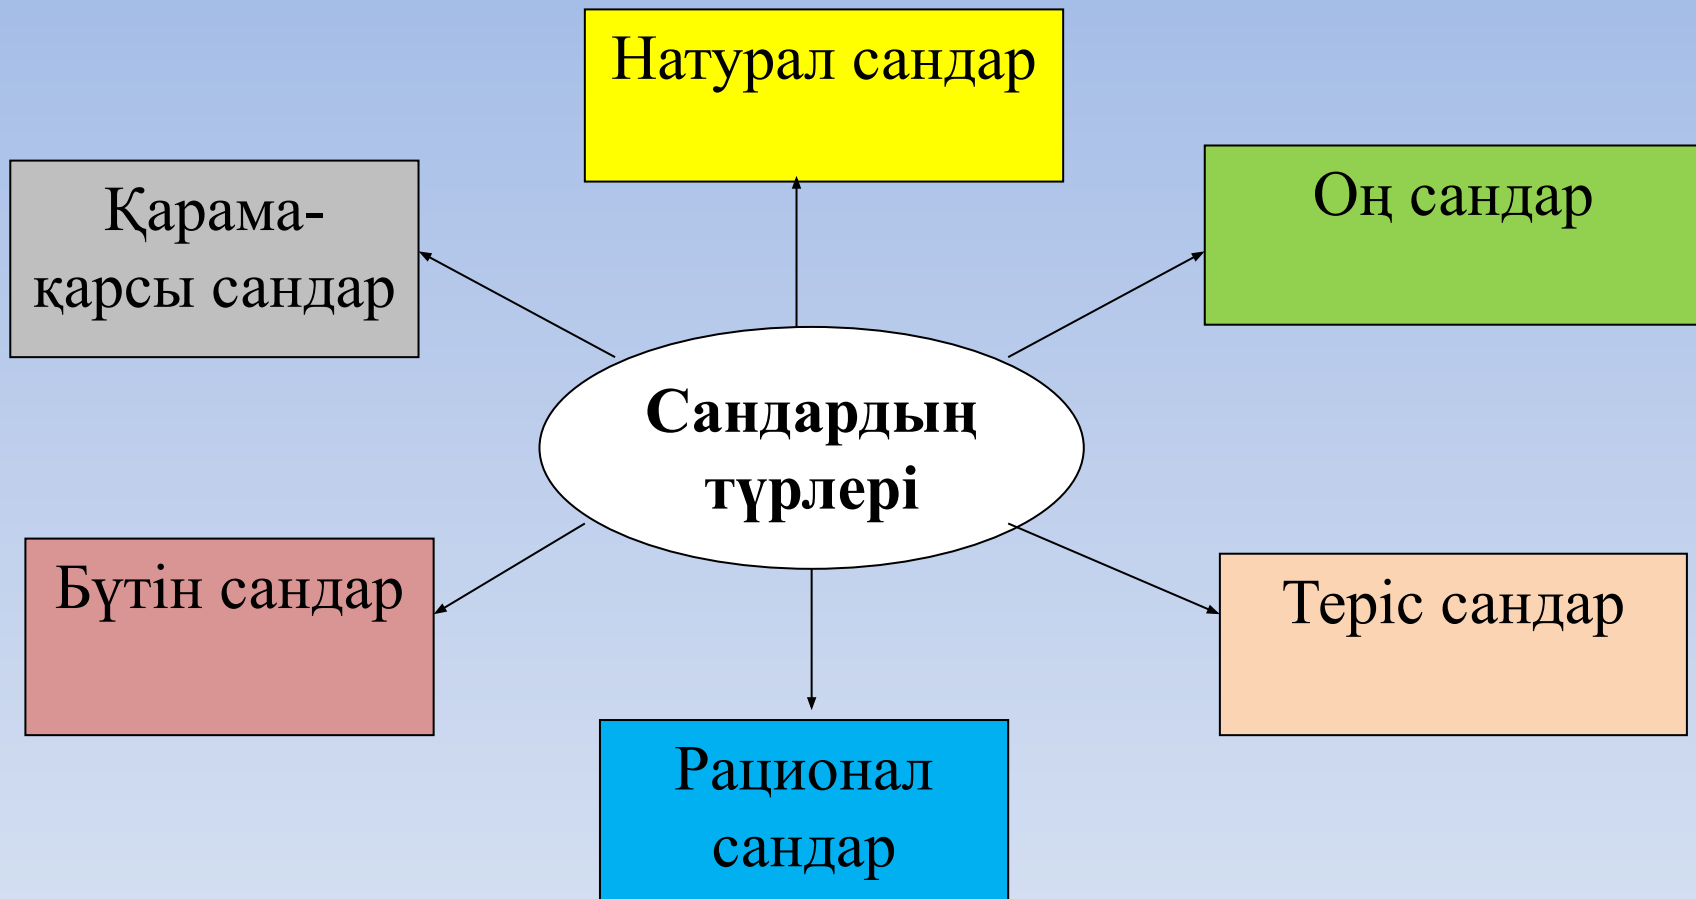 Натурал сандар
Қарама-
қарсы сандар
Оң сандар
Сандардың
түрлері
Бүтін сандар
Теріс сандар
Рационал
сандар